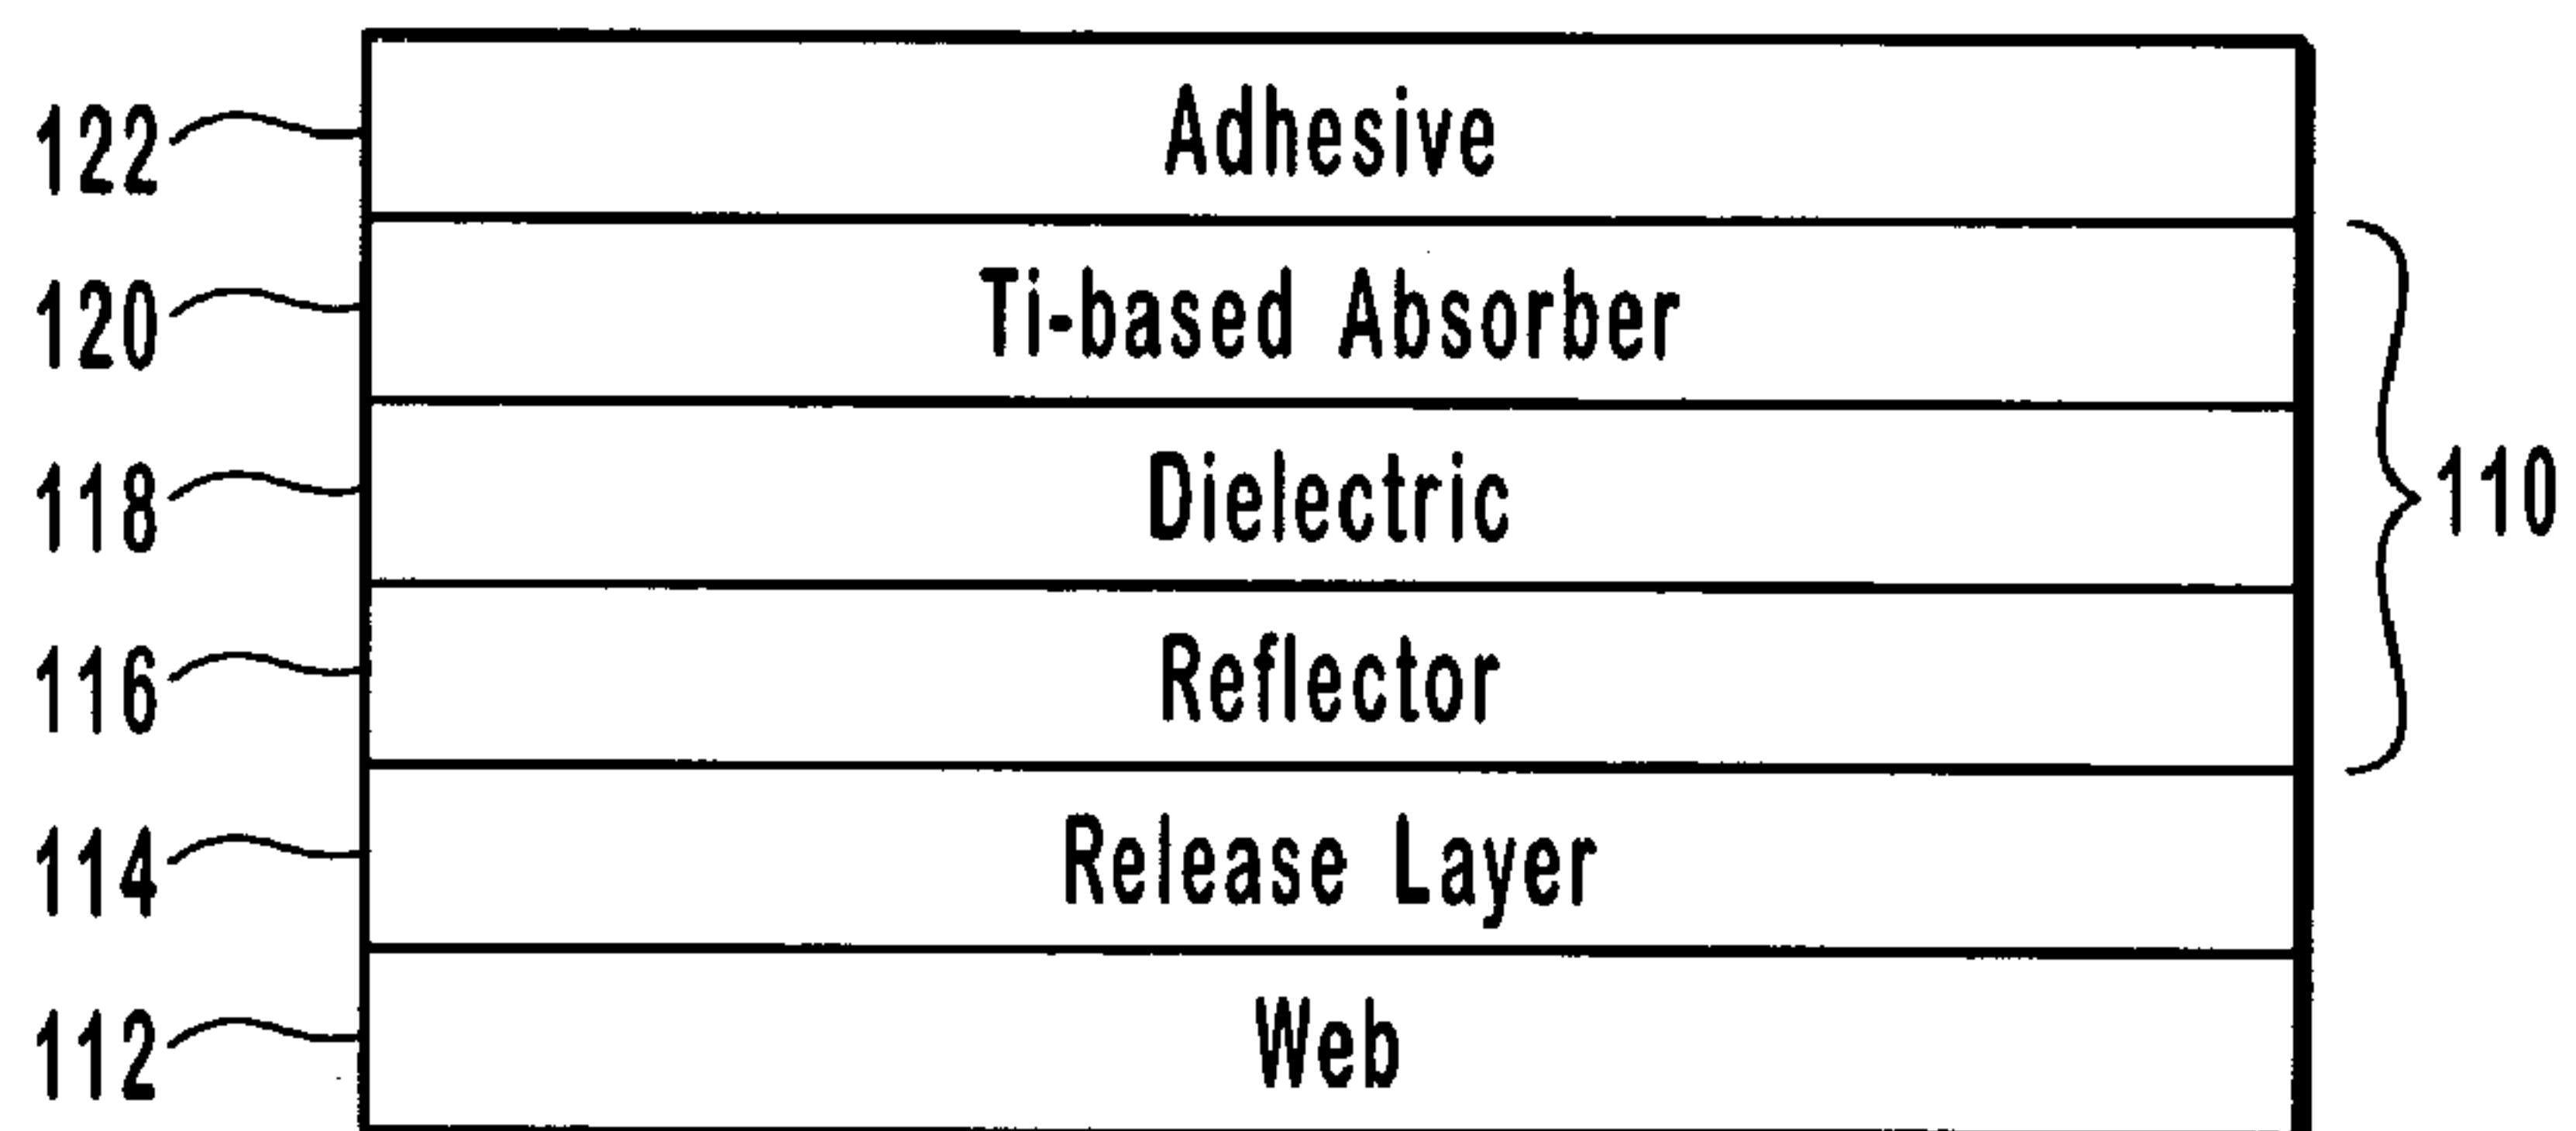 122 Adhesive
120 Ti-based Absorber
118 Dielectric 110
116 Reflector
114 Release Layer
112 Web